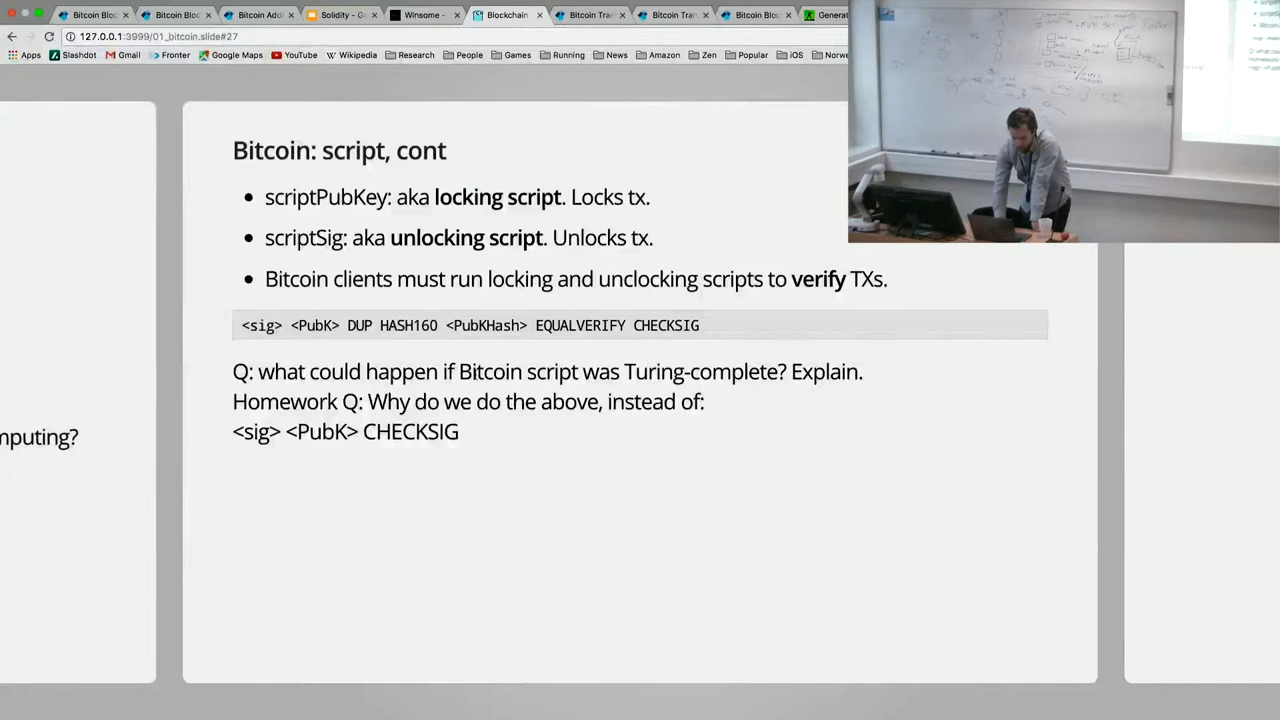 Bitcoin Bloc
Bitcoin Bloc
Bitcoin Add
Solidity - G
Winsome -
Blockchain
Bitcoin Tra
Bitcoin Tran
Bitcoin Bloc
Generat
127.0.0.1:3999/01_bitcoin.slide#27
Apps Slashdot Gmail Fronter Google Maps YouTube Wikipedia Research People Games Running News Amazon Zen Popular iOS Norwe
Bitcoin: script, cont
• scriptPubKey: aka locking script. Locks tx.
• scriptSig: aka unlocking script. Unlocks tx.
• Bitcoin clients must run locking and unclocking scripts to verify TXs.
<sig> <PubK> DUP HASH160 <PubKHash> EQUALVERIFY CHECKSIG
Q: what could happen if Bitcoin script was Turing-complete? Explain.
Homework Q: Why do we do the above, instead of:
<sig> <PubK> CHECKSIG
mputing?